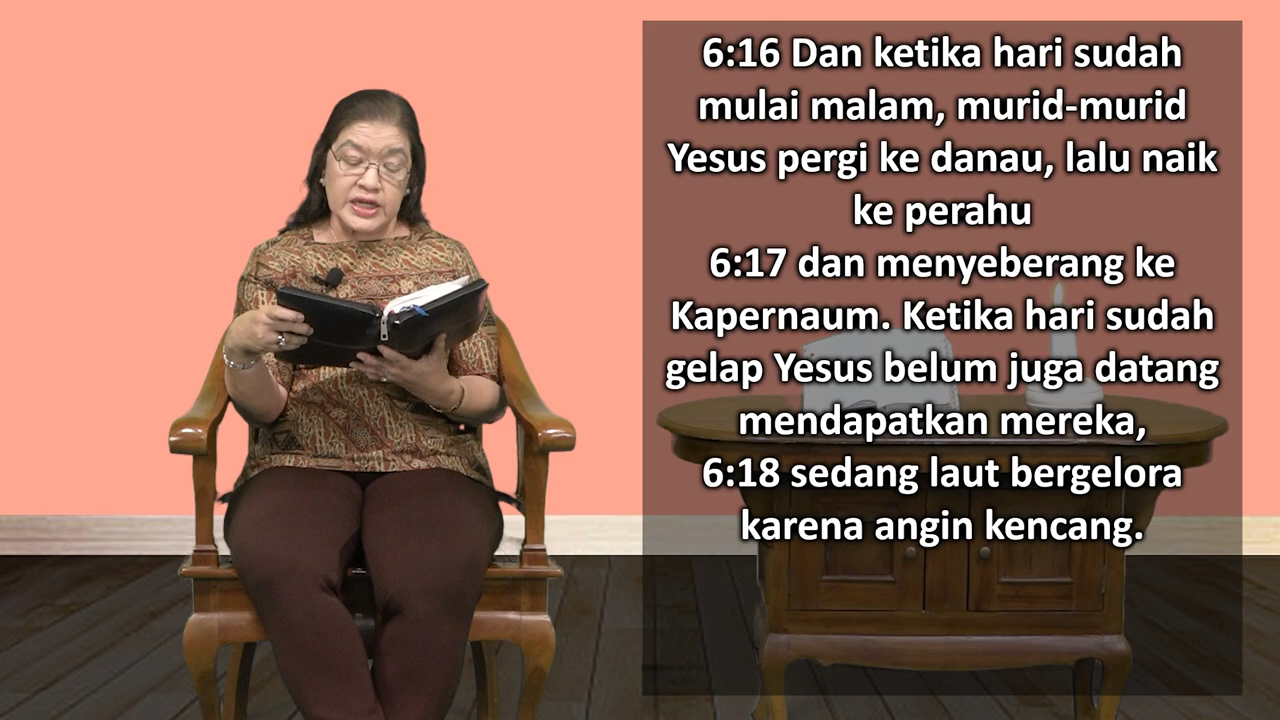 6:16 Dan ketika hari sudah
mulai malam, murid-murid
Yesus pergi ke danau, lalu naik
ke perahu
6:17 dan menyeberang ke
Kapernaum. Ketika hari sudah
gelap Yesus belum juga datang
mendapatkan mereka,
6:18 sedang laut bergelora
karena angin kencang.